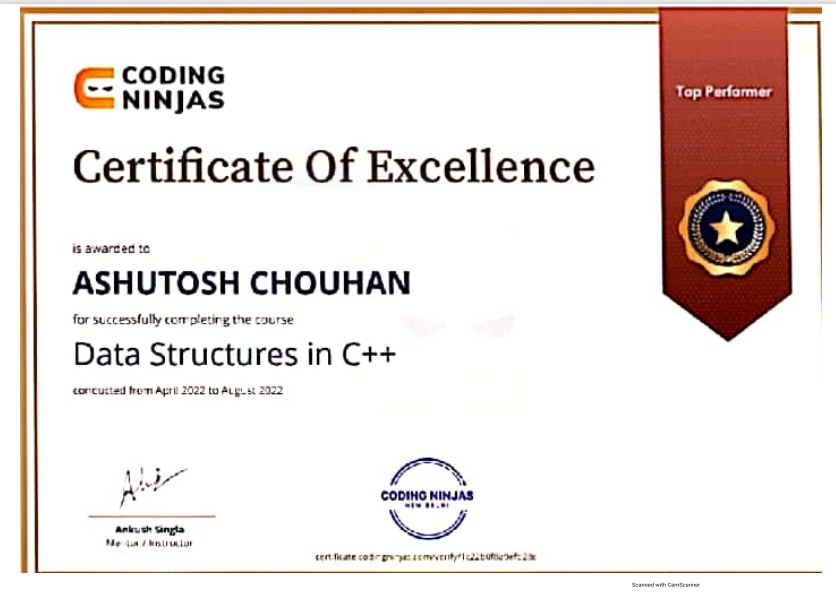 CODING
NINJAS
Top Performer
Certificate Of Excellence
is awarded to
ASHUTOSH CHOUHAN
for successfully completing the course
Data Structures in C++
conducted from April 2022 to August 2022
CODING NINJAS
NEW DELHI
Ankush Singla
Mentor / Instructor
certificate.codingninjas.com/verify/
Scanned with CamScanner